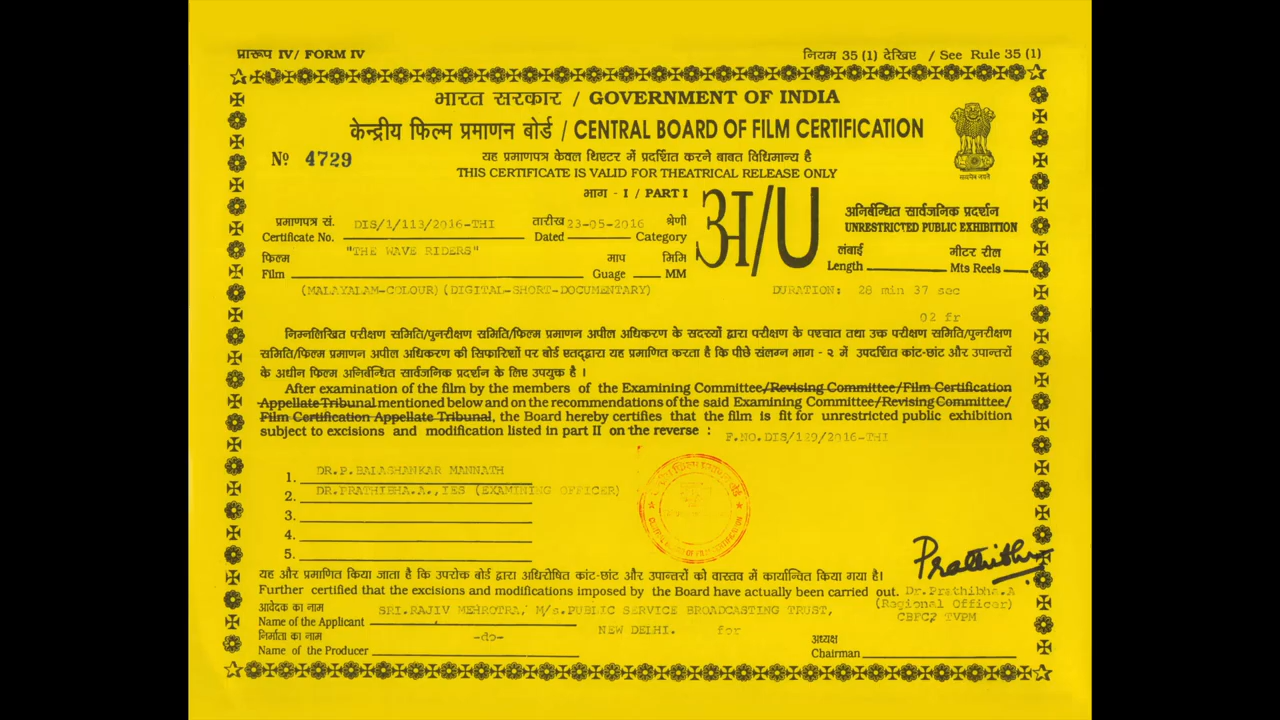 प्रारूप IV/ FORM IV
नियम 35 (1) देखिए / See Rule 35 (1)
भारत सरकार / GOVERNMENT OF INDIA
केन्द्रीय फिल्म प्रमाणन बोर्ड / CENTRAL BOARD OF FILM CERTIFICATION
Nº 4729
यह प्रमाणपत्र केवल थिएटर में प्रदर्शित करने बाबत विधिमान्य है
THIS CERTIFICATE IS VALID FOR THEATRICAL RELEASE ONLY
सत्यमेव जयते
भाग - I / PART I
अ/U
अनिर्बन्धित सार्वजनिक प्रदर्शन
UNRESTRICTED PUBLIC EXHIBITION
प्रमाणपत्र सं. DIS/1/113/2016-THI तारीख 23-05-2016 श्रेणी
Certificate No. Dated Category
लंबाई मीटर रील
Length Mts Reels
फिल्म "THE WAVE RIDERS" माप मिमि
Film Guage MM
(MALAYALAM-COLOUR)(DIGITAL-SHORT-DOCUMENTARY) DURATION: 28 min 37 sec
02 fr
निम्नलिखित परीक्षण समिति/पुनरीक्षण समिति/फिल्म प्रमाणन अपील अधिकरण के सदस्यों द्वारा परीक्षण के पश्चात तथा उक्त परीक्षण समिति/पुनरीक्षण
समिति/फिल्म प्रमाणन अपील अधिकरण की सिफारिशों पर बोर्ड एतद्द्वारा यह प्रमाणित करता है कि पीछे संलग्न भाग - २ में उपदर्शित कांट-छांट और उपान्तरों
के अधीन फिल्म अनिर्बन्धित सार्वजनिक प्रदर्शन के लिए उपयुक्त है ।
After examination of the film by the members of the Examining Committee/Revising Committee/Film Certification
Appellate Tribunal mentioned below and on the recommendations of the said Examining Committee/Revising Committee/
Film Certification Appellate Tribunal, the Board hereby certifies that the film is fit for unrestricted public exhibition
subject to excisions and modification listed in part II on the reverse : F.NO.DIS/129/2016-THI
1. DR.P.BALASHANKAR MANNATH
2. DR.PRATHIBHA.A.,IES (EXAMINING OFFICER)
3.
4.
5.
Prathibha
यह और प्रमाणित किया जाता है कि उपरोक्त बोर्ड द्वारा अधिरोपित कांट-छांट और उपान्तरों को वास्तव में कार्यान्वित किया गया है।
Further certified that the excisions and modifications imposed by the Board have actually been carried out. Dr.Prathibha.A
(Regional Officer)
CBFC, TVPM
आवेदक का नाम SRI.RAJIV MEHROTRA, M/s.PUBLIC SERVICE BROADCASTING TRUST,
Name of the Applicant
NEW DELHI. for
निर्माता का नाम -do-
Name of the Producer
अध्यक्ष
Chairman